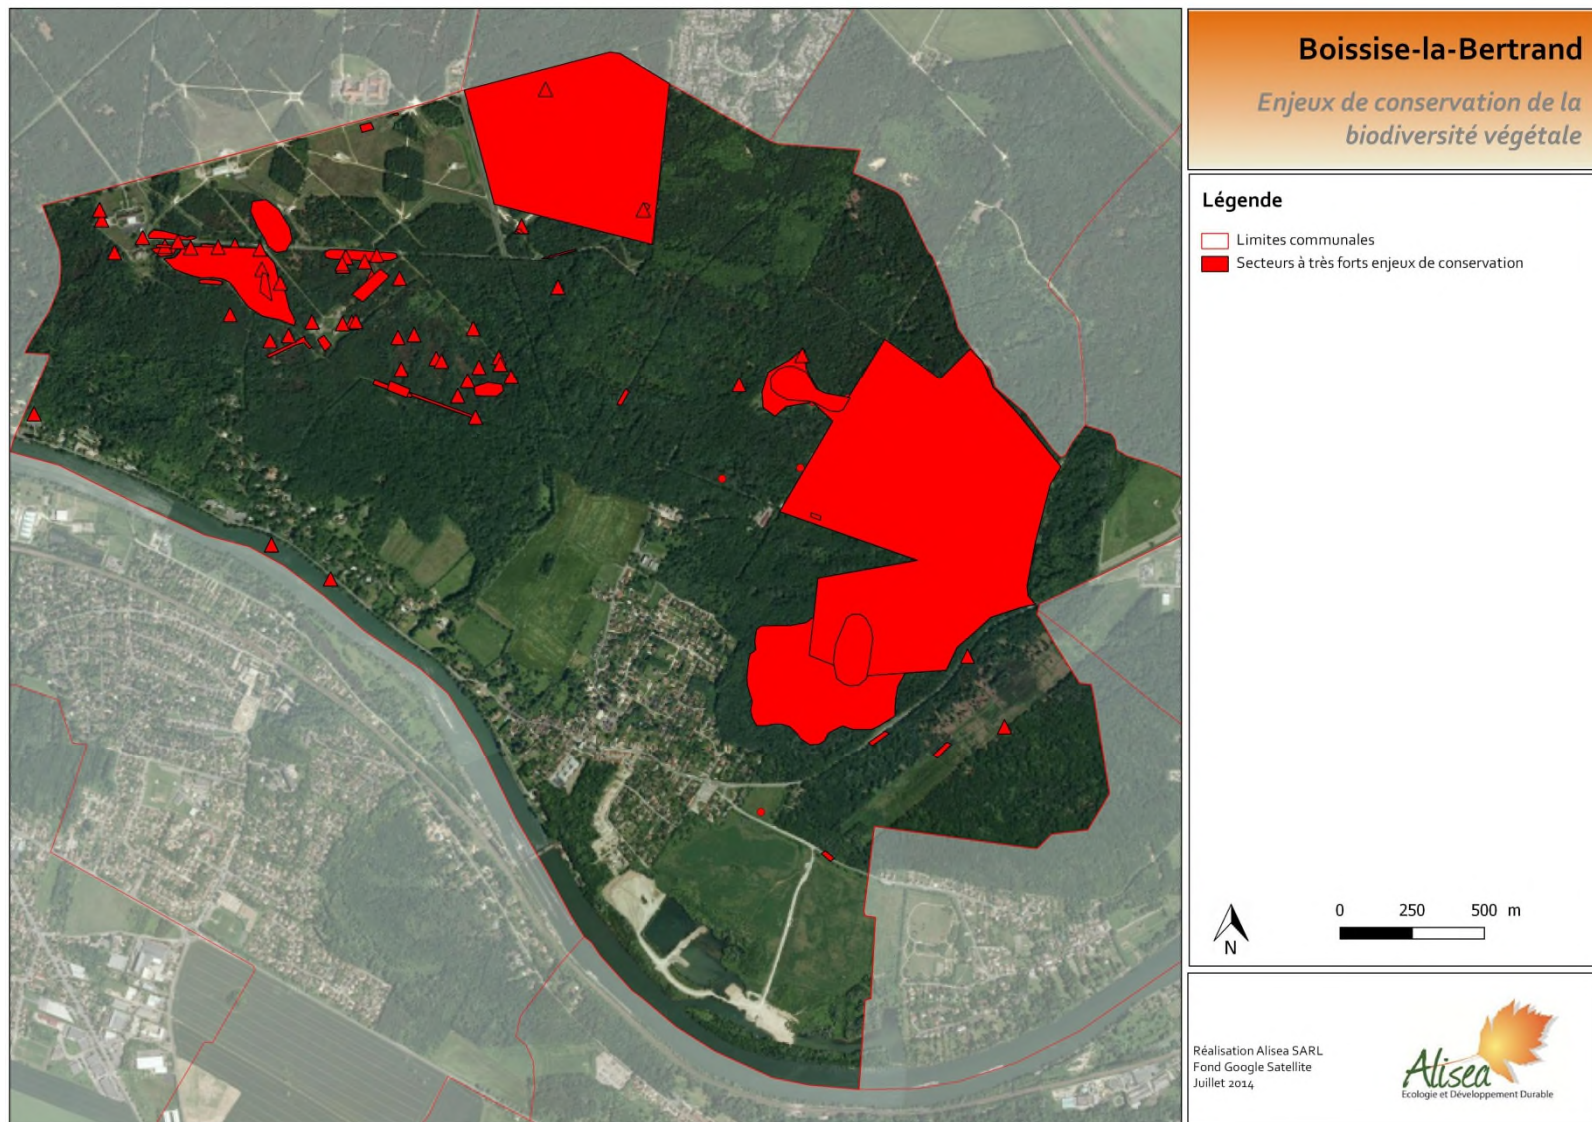 Boissise-la-Bertrand
Enjeux de conservation de la
biodiversité végétale
Légende
Limites communales
Secteurs à très forts enjeux de conservation
0 250 500 m
N
Réalisation Alisea SARL
Fond Google Satellite
Juillet 2014
Alisea
Ecologie et Développement Durable